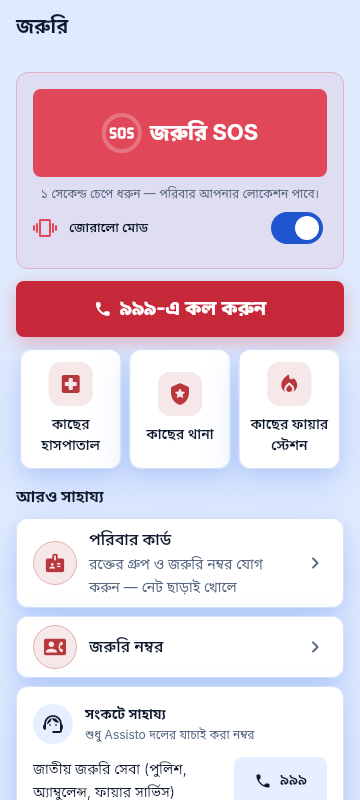 জরুরি
SOS জরুরি SOS
১ সেকেন্ড চেপে ধরুন — পরিবার আপনার লোকেশন পাবে।
জোরালো মোড
৯৯৯-এ কল করুন
কাছের
হাসপাতাল
কাছের থানা
কাছের ফায়ার
স্টেশন
আরও সাহায্য
পরিবার কার্ড
রক্তের গ্রুপ ও জরুরি নম্বর যোগ
করুন — নেট ছাড়াই খোলে
জরুরি নম্বর
সংকটে সাহায্য
শুধু Assisto দলের যাচাই করা নম্বর
জাতীয় জরুরি সেবা (পুলিশ,
অ্যাম্বুলেন্স, ফায়ার সার্ভিস)
৯৯৯